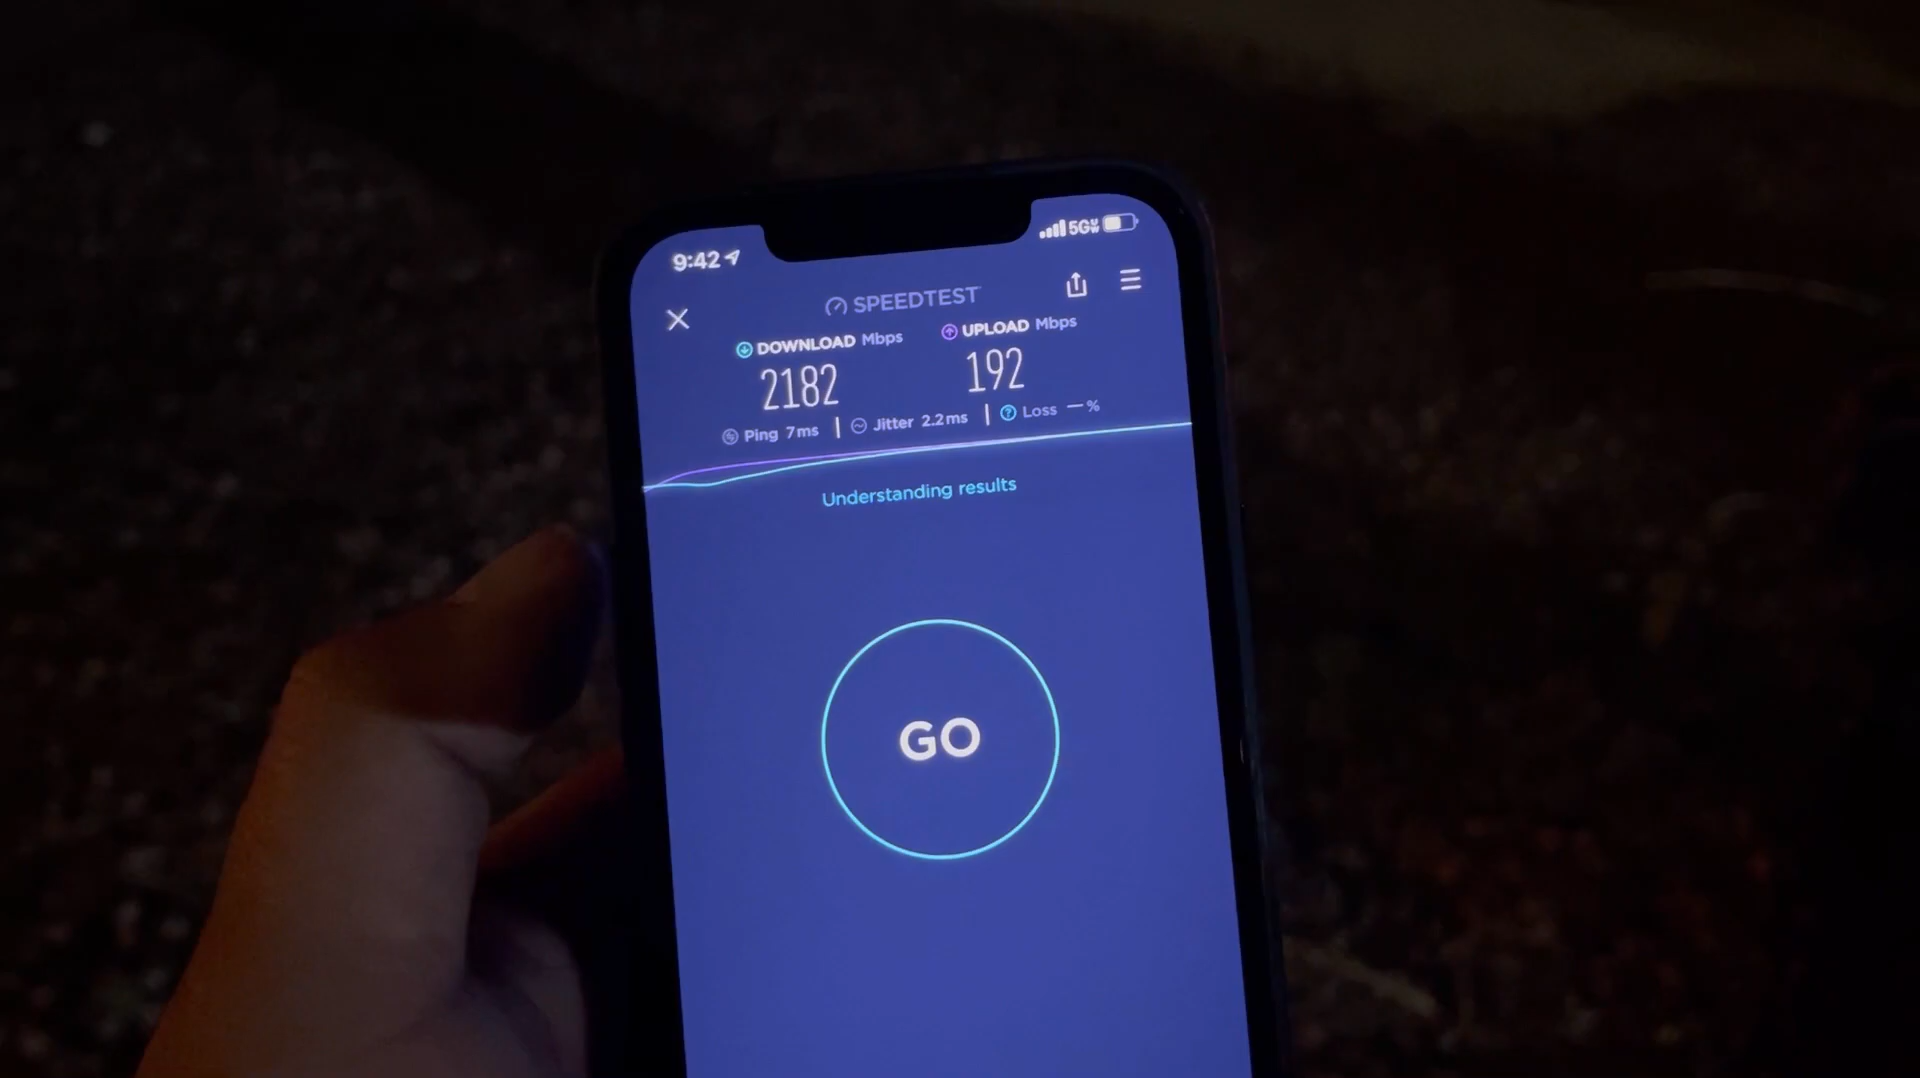 9:42
5G UW
SPEEDTEST
DOWNLOAD Mbps
UPLOAD Mbps
2182
192
Ping 7ms
Jitter 2.2ms
Loss — %
Understanding results
GO